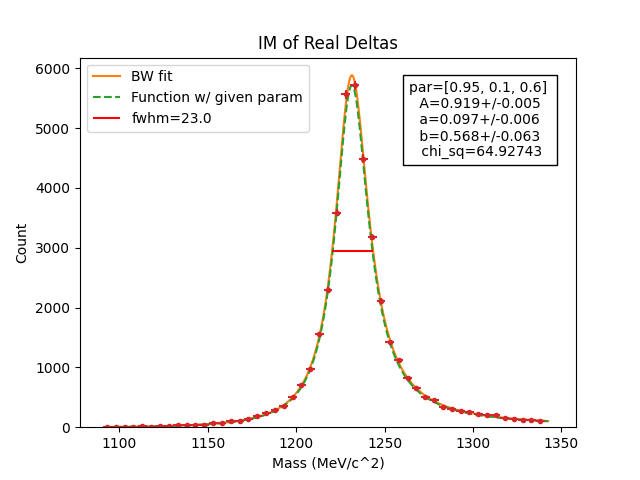 IM of Real Deltas
BW fit
Function w/ given param
fwhm=23.0
par=[0.95, 0.1, 0.6]
A=0.919+/-0.005
a=0.097+/-0.006
b=0.568+/-0.063
chi_sq=64.92743
Count
6000
5000
4000
3000
2000
1000
0
1100 1150 1200 1250 1300 1350
Mass (MeV/c^2)